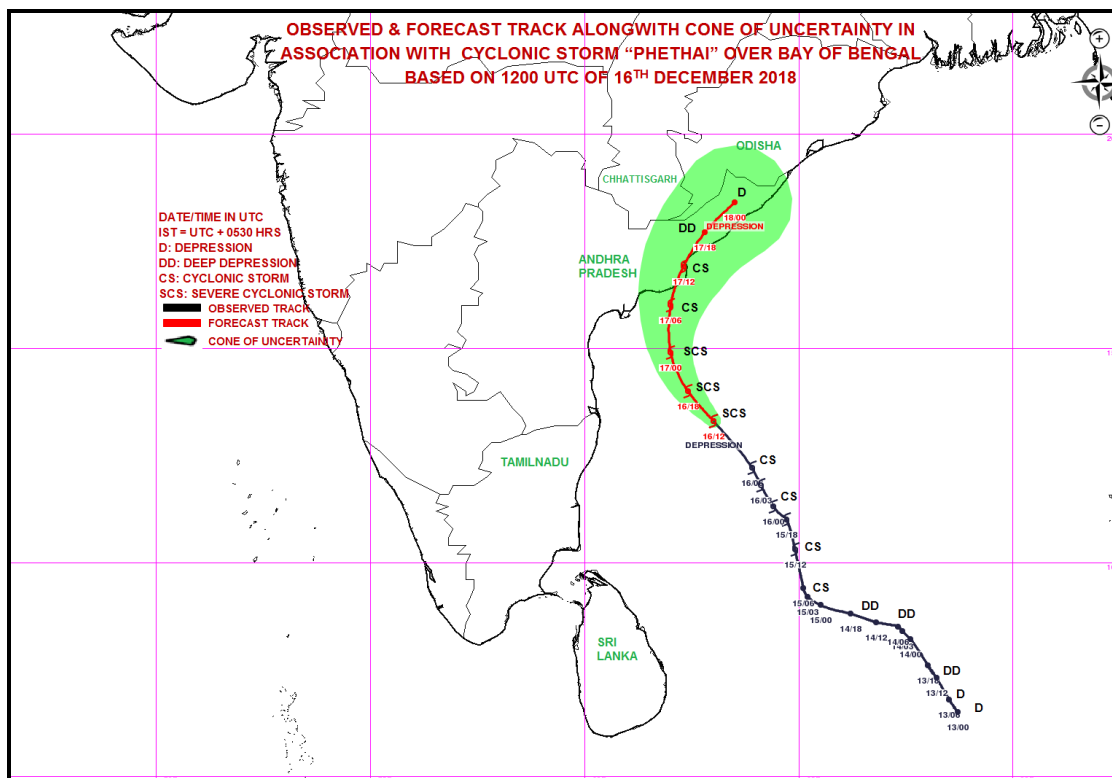 OBSERVED & FORECAST TRACK ALONGWITH CONE OF UNCERTAINTY IN
ASSOCIATION WITH CYCLONIC STORM “PHETHAI” OVER BAY OF BENGAL
BASED ON 1200 UTC OF 16TH DECEMBER 2018
ODISHA
CHHATTISGARH
D
18/00
DEPRESSION
DATE/TIME IN UTC
IST = UTC + 0530 HRS
D: DEPRESSION
DD: DEEP DEPRESSION
CS: CYCLONIC STORM
SCS: SEVERE CYCLONIC STORM
OBSERVED TRACK
FORECAST TRACK
CONE OF UNCERTAINITY
DD
17/18
ANDHRA
PRADESH
CS
17/12
CS
17/06
SCS
17/00
SCS
16/18
SCS
16/12
DEPRESSION
TAMILNADU
CS
16/03
CS
16/00
15/18
CS
15/12
CS
15/06
15/03
15/00
DD
14/18
DD
14/12
14/06
14/03
14/00
SRI
LANKA
DD
13/18
13/12
D
13/06
D
13/00